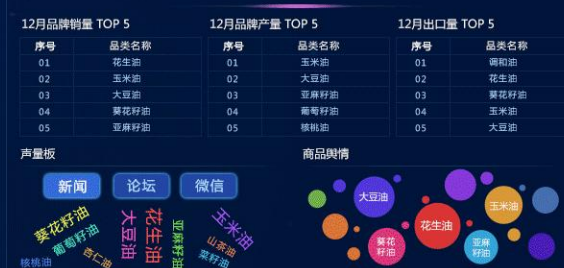 12月品牌销量 TOP 5 12月品牌产量 TOP 5 12月出口量 TOP 5
序号 品类名称 序号 品类名称 序号 品类名称
01 花生油 01 玉米油 01 调和油
02 玉米油 02 大豆油 02 花生油
03 大豆油 03 亚麻籽油 03 葵花籽油
04 葵花籽油 04 葡萄籽油 04 玉米油
05 亚麻籽油 05 核桃油 05 大豆油
声量板 商品舆情
新闻 论坛 微信
葵花籽油
葡萄籽油
杏仁油
核桃油
大豆油
花生油
亚麻籽油
玉米油
山茶油
菜籽油
大豆油
玉米油
花生油
葵花
籽油
亚麻
籽油